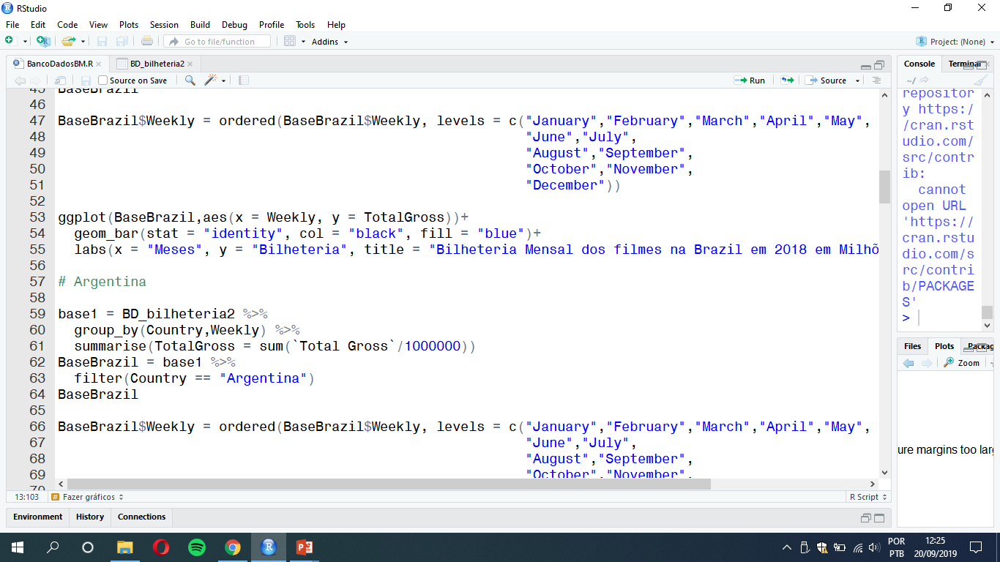 RStudio
File Edit Code View Plots Session Build Debug Profile Tools Help
Go to file/function Addins Project: (None)
BancoDadosBM.R BD_bilheteria2
Source on Save Run Source
45 BaseBrazil
46
47 BaseBrazil$Weekly = ordered(BaseBrazil$Weekly, levels = c("January","February","March","April","May",
48 "June","July",
49 "August","September",
50 "October","November",
51 "December"))
52
53 ggplot(BaseBrazil,aes(x = Weekly, y = TotalGross))+
54 geom_bar(stat = "identity", col = "black", fill = "blue")+
55 labs(x = "Meses", y = "Bilheteria", title = "Bilheteria Mensal dos filmes na Brazil em 2018 em Milhõ
56
57 # Argentina
58
59 base1 = BD_bilheteria2 %>%
60 group_by(Country,Weekly) %>%
61 summarise(TotalGross = sum(`Total Gross`/1000000))
62 BaseBrazil = base1 %>%
63 filter(Country == "Argentina")
64 BaseBrazil
65
66 BaseBrazil$Weekly = ordered(BaseBrazil$Weekly, levels = c("January","February","March","April","May",
67 "June","July",
68 "August","September",
69 "October","November",
70
13:103 # Fazer gráficos R Script
Environment History Connections
Console Terminal
~/
repositor
y https:/
/cran.rst
udio.com/
src/contr
ib:
cannot
open URL
'https://
cran.rstu
dio.com/s
rc/contri
b/PACKAGE
S'
>
Files Plots Packag
Zoom
ure margins too larg
POR
PTB
12:25
20/09/2019